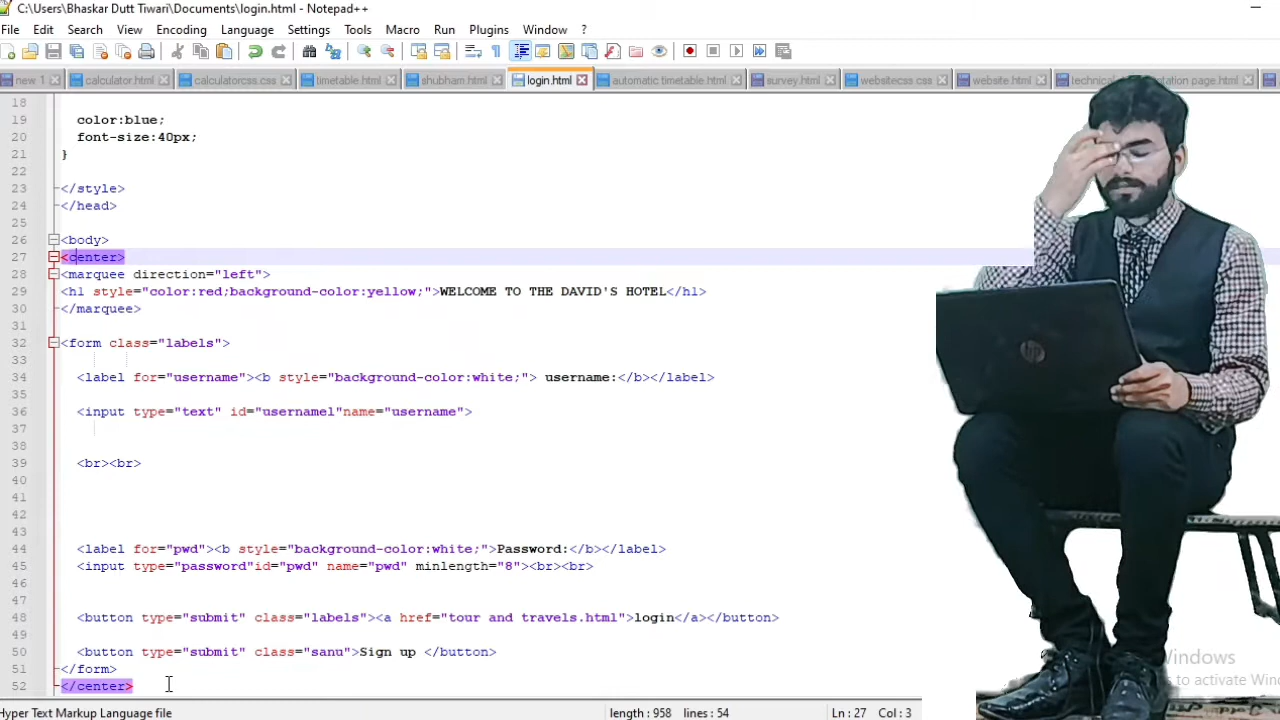 C:\Users\Bhaskar Dutt Tiwari\Documents\login.html - Notepad++
File Edit Search View Encoding Language Settings Tools Macro Run Plugins Window ?
new 1 calculator.html calculatorcss.css timetable.html shubham.html login.html automatic timetable.html survey.html websitecss.css website.html technical page.html
18
19 color:blue;
20 font-size:40px;
21 }
22
23 </style>
24 </head>
25
26 <body>
27 <center>
28 <marquee direction="left">
29 <h1 style="color:red;background-color:yellow;">WELCOME TO THE DAVID'S HOTEL</h1>
30 </marquee>
31
32 <form class="labels">
33
34 <label for="username"><b style="background-color:white;"> username:</b></label>
35
36 <input type="text" id="username1"name="username">
37
38
39 <br><br>
40
41
42
43
44 <label for="pwd"><b style="background-color:white;">Password:</b></label>
45 <input type="password"id="pwd" name="pwd" minlength="8"><br><br>
46
47
48 <button type="submit" class="labels"><a href="tour and travels.html">login</a></button>
49
50 <button type="submit" class="sanu">Sign up </button>
51 </form>
52 </center>
Windows
s to activate Win
Hyper Text Markup Language file length : 958 lines : 54 Ln : 27 Col : 3
hp